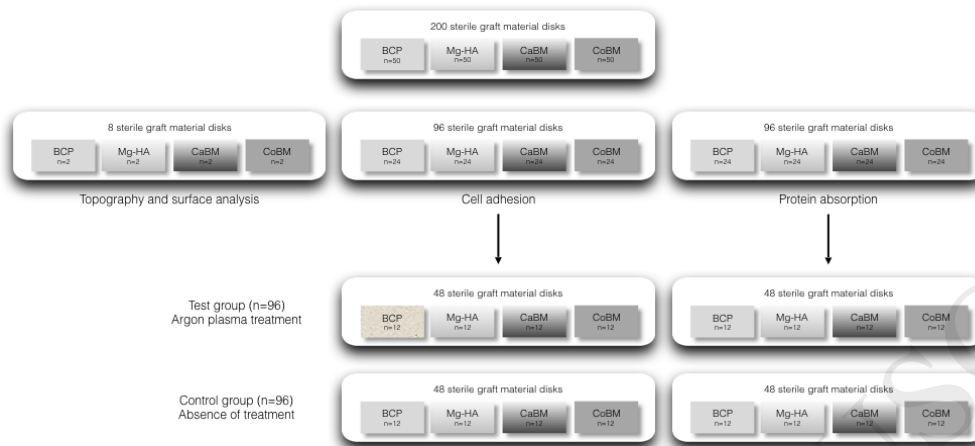 200 sterile graft material disks
BCP Mg-HA CaBM CoBM
n=50 n=50 n=50 n=50
8 sterile graft material disks
BCP Mg-HA CaBM CoBM
n=2 n=2 n=2 n=2
Topography and surface analysis
96 sterile graft material disks
BCP Mg-HA CaBM CoBM
n=24 n=24 n=24 n=24
Cell adhesion
96 sterile graft material disks
BCP Mg-HA CaBM CoBM
n=24 n=24 n=24 n=24
Protein absorption
Test group (n=96)
Argon plasma treatment
48 sterile graft material disks
BCP Mg-HA CaBM CoBM
n=12 n=12 n=12 n=12
48 sterile graft material disks
BCP Mg-HA CaBM CoBM
n=12 n=12 n=12 n=12
Control group (n=96)
Absence of treatment
48 sterile graft material disks
BCP Mg-HA CaBM CoBM
n=12 n=12 n=12 n=12
48 sterile graft material disks
BCP Mg-HA CaBM CoBM
n=12 n=12 n=12 n=12